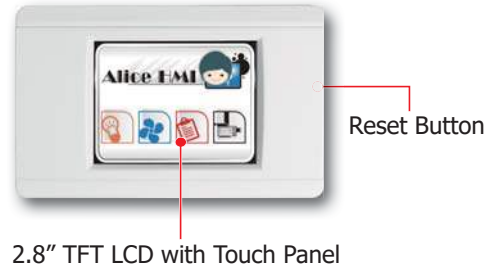 Alice HMI
Reset Button
2.8” TFT LCD with Touch Panel